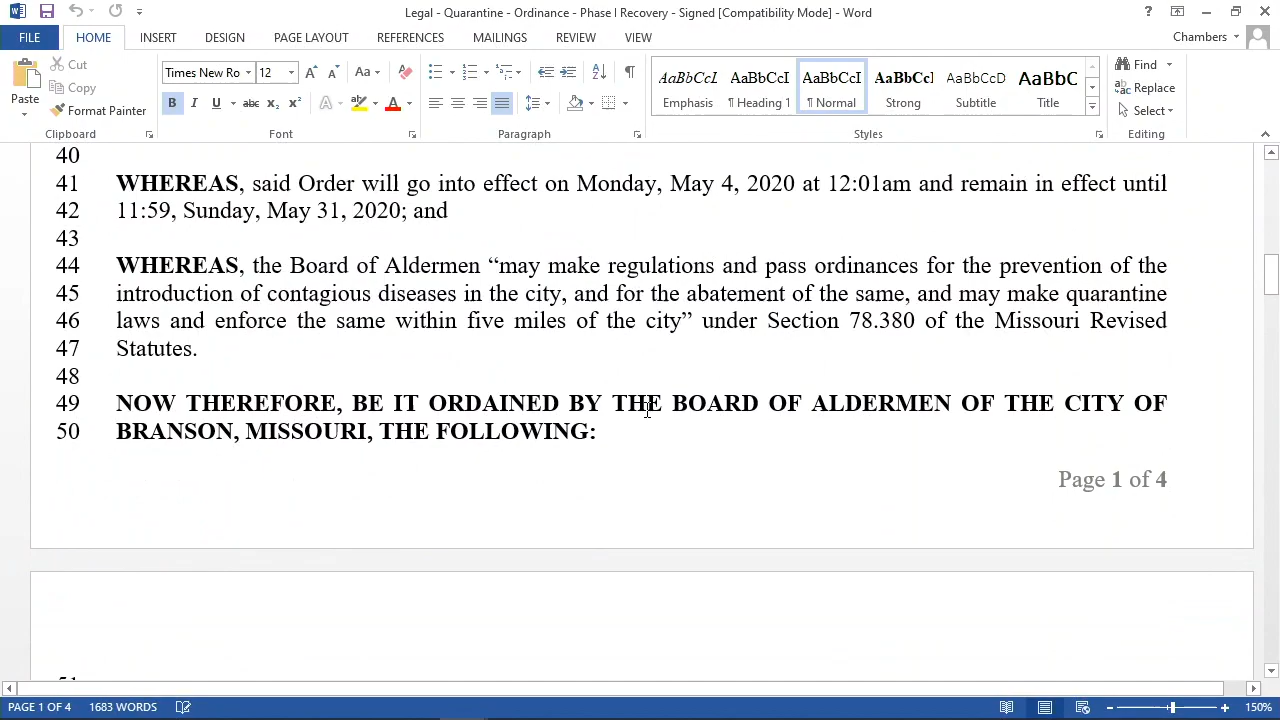 Legal - Quarantine - Ordinance - Phase I Recovery - Signed [Compatibility Mode] - Word
FILE HOME INSERT DESIGN PAGE LAYOUT REFERENCES MAILINGS REVIEW VIEW Chambers
Paste
Cut
Copy
Format Painter
Clipboard
Times New Ro 12
Font
Paragraph
AaBbCcI AaBbCcI AaBbCcI AaBbCcI AaBbCcD AaBbC
Emphasis ¶ Heading 1 ¶ Normal Strong Subtitle Title
Styles
Find
Replace
Select
Editing
40
41 WHEREAS, said Order will go into effect on Monday, May 4, 2020 at 12:01am and remain in effect until
42 11:59, Sunday, May 31, 2020; and
43
44 WHEREAS, the Board of Aldermen “may make regulations and pass ordinances for the prevention of the
45 introduction of contagious diseases in the city, and for the abatement of the same, and may make quarantine
46 laws and enforce the same within five miles of the city” under Section 78.380 of the Missouri Revised
47 Statutes.
48
49 NOW THEREFORE, BE IT ORDAINED BY THE BOARD OF ALDERMEN OF THE CITY OF
50 BRANSON, MISSOURI, THE FOLLOWING:
Page 1 of 4
PAGE 1 OF 4 1683 WORDS 150%